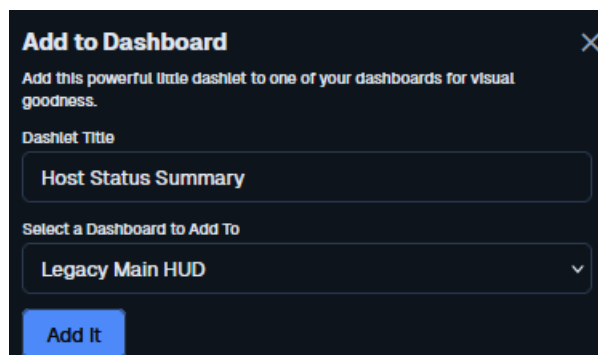 Add to Dashboard
Add this powerful little dashlet to one of your dashboards for visual
goodness.
Dashlet Title
Host Status Summary
Select a Dashboard to Add To
Legacy Main HUD
Add It